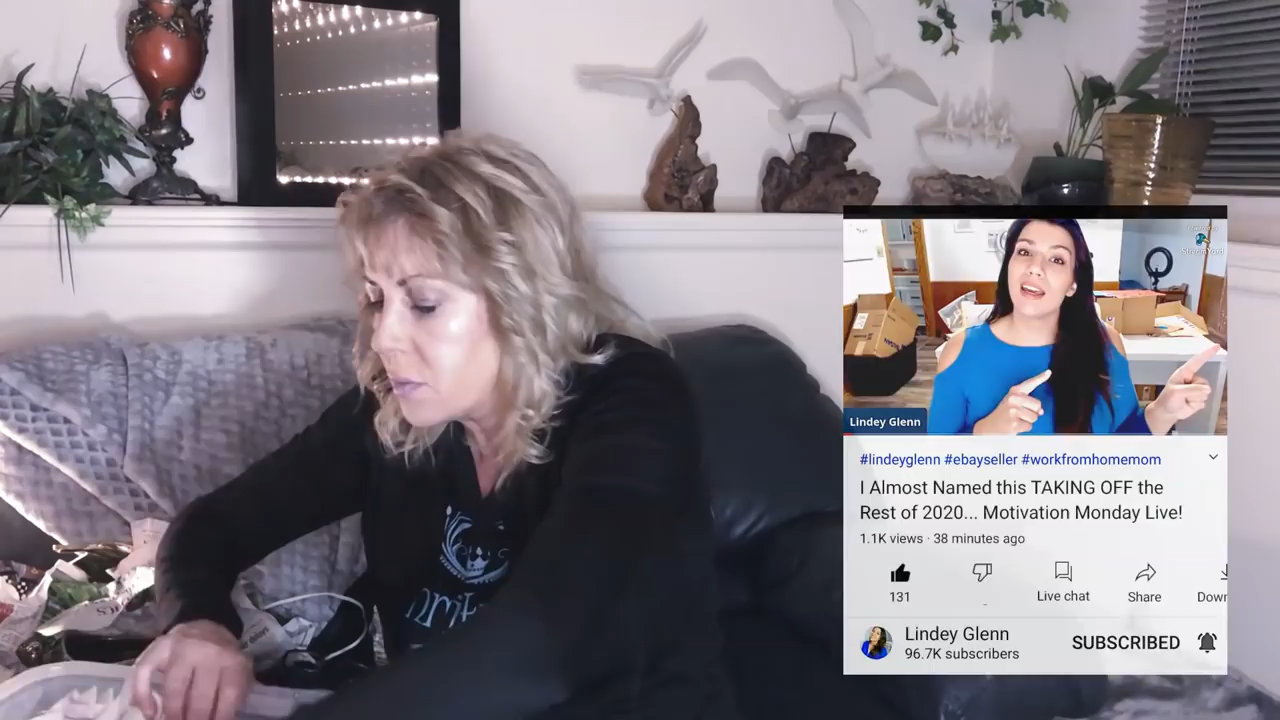 Lindey Glenn
#lindeyglenn #ebayseller #workfromhomemom
I Almost Named this TAKING OFF the
Rest of 2020... Motivation Monday Live!
1.1K views · 38 minutes ago
131
Live chat
Share
Down
Lindey Glenn
96.7K subscribers
SUBSCRIBED